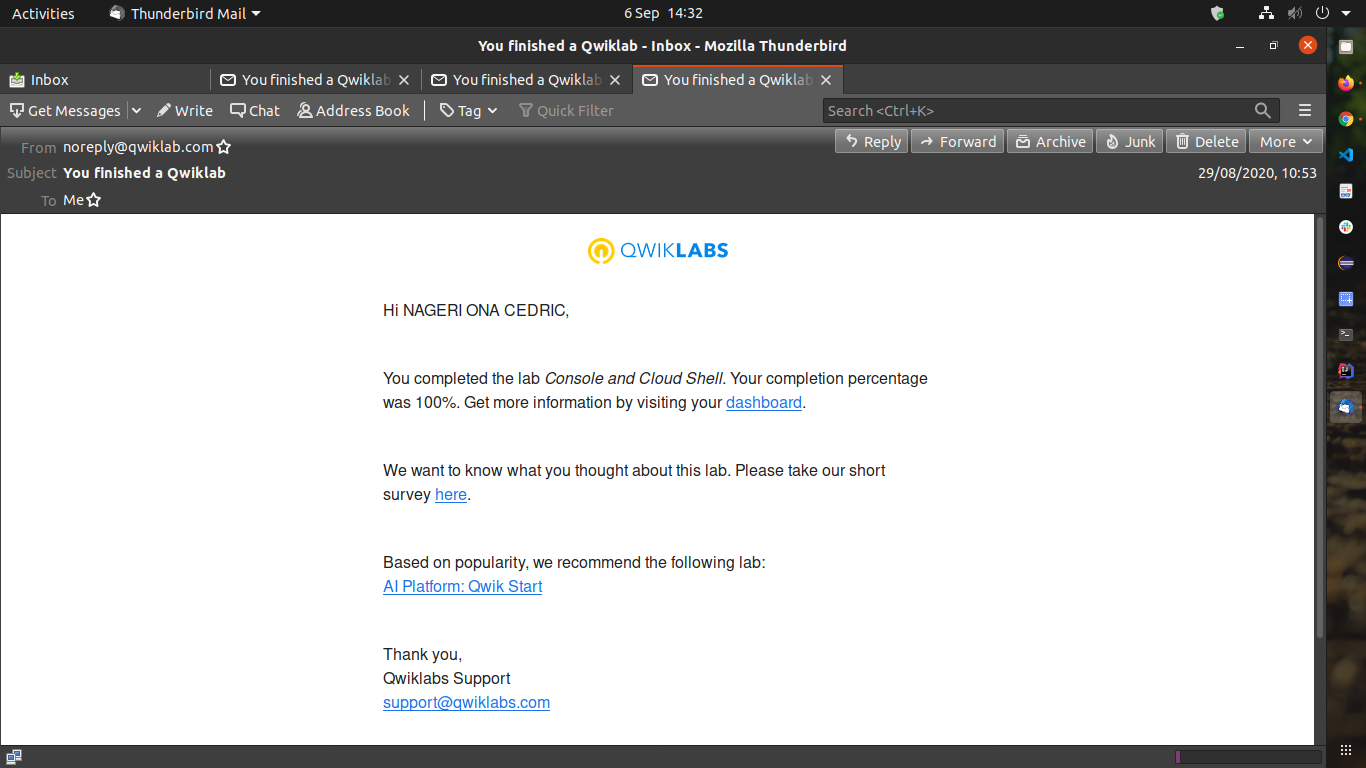 Activities Thunderbird Mail 6 Sep 14:32
You finished a Qwiklab - Inbox - Mozilla Thunderbird
Inbox You finished a Qwiklab You finished a Qwiklab You finished a Qwiklab
Get Messages Write Chat Address Book Tag Quick Filter Search <Ctrl+K>
From noreply@qwiklab.com Reply Forward Archive Junk Delete More
Subject You finished a Qwiklab 29/08/2020, 10:53
To Me
QWIKLABS
Hi NAGERI ONA CEDRIC,
You completed the lab Console and Cloud Shell. Your completion percentage
was 100%. Get more information by visiting your dashboard.
We want to know what you thought about this lab. Please take our short
survey here.
Based on popularity, we recommend the following lab:
AI Platform: Qwik Start
Thank you,
Qwiklabs Support
support@qwiklabs.com